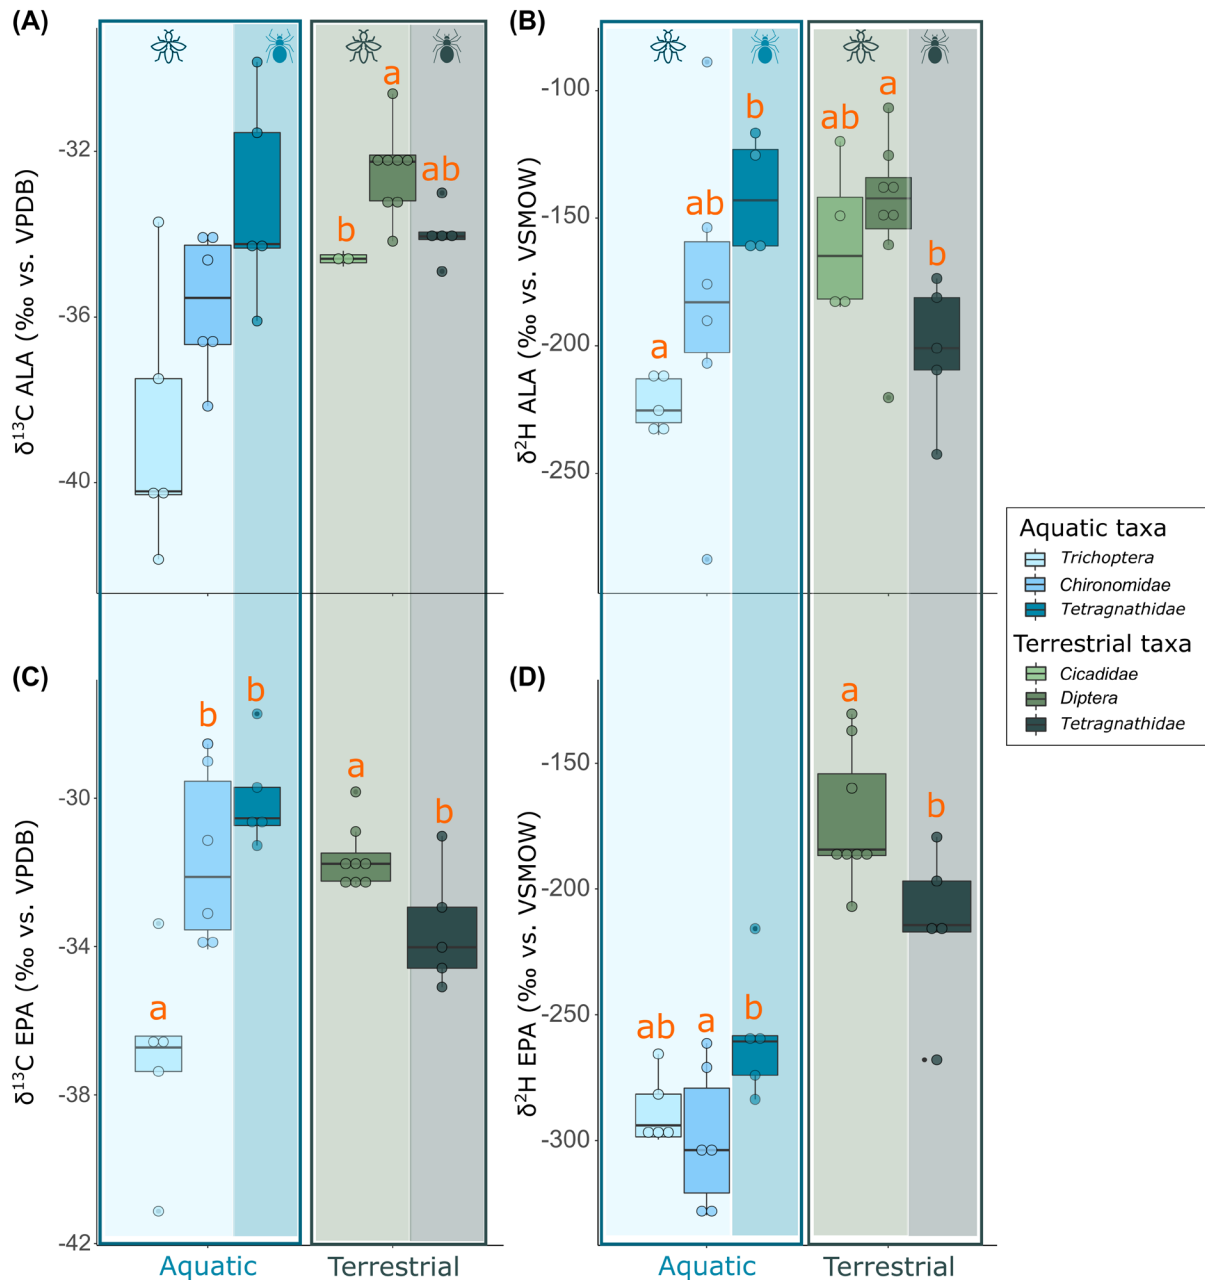 (A)
δ13C ALA (‰ vs. VPDB)
-32
-36
-40
a
b
ab
(B)
δ2H ALA (‰ vs. VSMOW)
-100
-150
-200
-250
a
ab
b
ab
a
b
(C)
δ13C EPA (‰ vs. VPDB)
-30
-34
-38
-42
a
b
b
a
b
Aquatic
Terrestrial
(D)
δ2H EPA (‰ vs. VSMOW)
-150
-200
-250
-300
ab
a
b
a
b
Aquatic
Terrestrial
Aquatic taxa
Trichoptera
Chironomidae
Tetragnathidae
Terrestrial taxa
Cicadidae
Diptera
Tetragnathidae